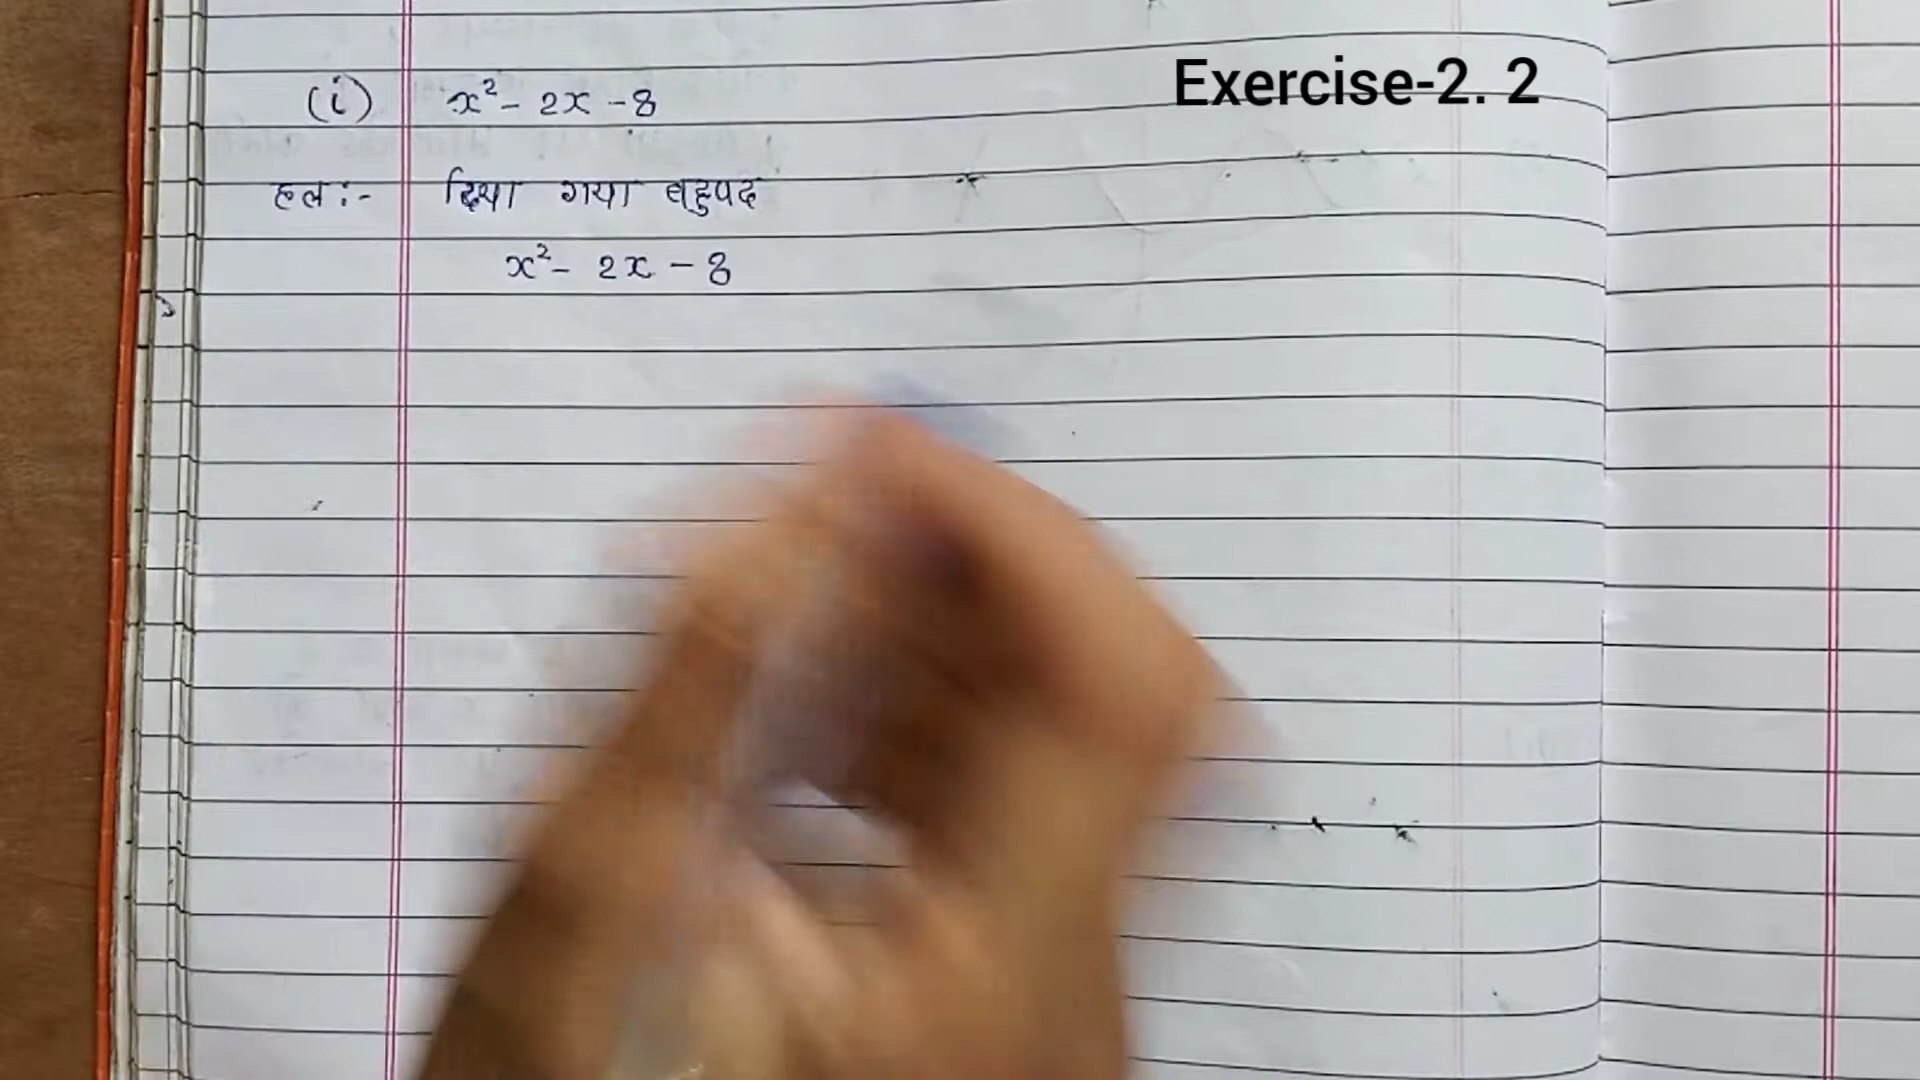 Exercise-2. 2
(i) x² - 2x - 8
हल :- दिया गया बहुपद
x² - 2x - 8